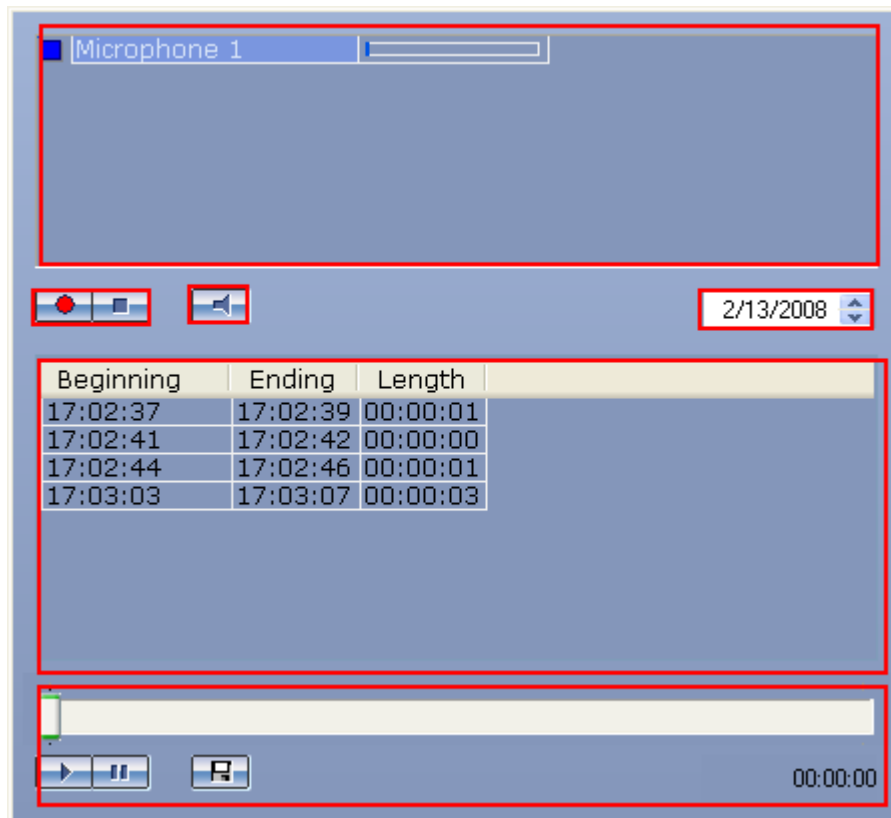 Microphone 1
2/13/2008
Beginning Ending Length
17:02:37 17:02:39 00:00:01
17:02:41 17:02:42 00:00:00
17:02:44 17:02:46 00:00:01
17:03:03 17:03:07 00:00:03
00:00:00